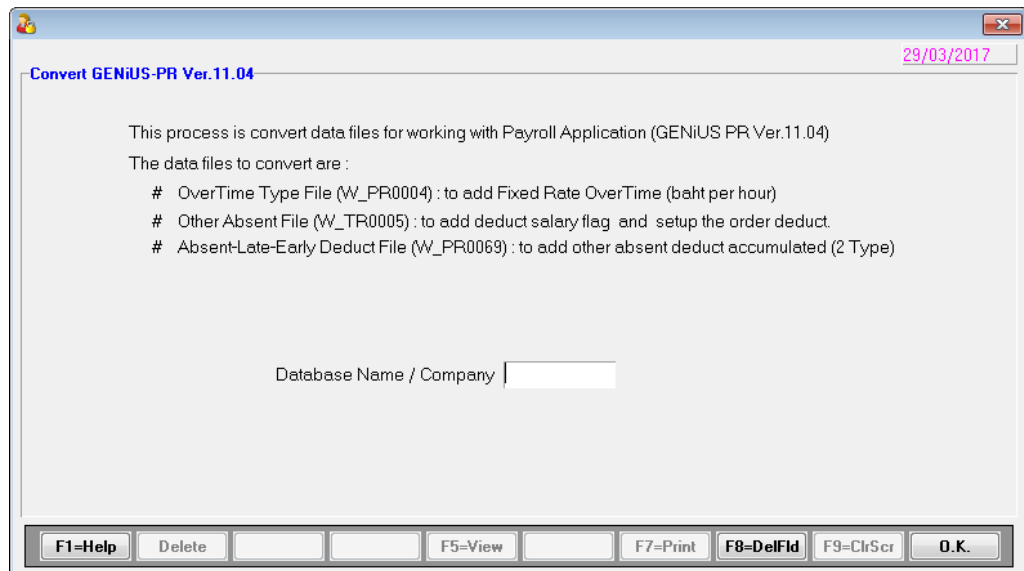 29/03/2017
Convert GENiUS-PR Ver.11.04
This process is convert data files for working with Payroll Application (GENiUS PR Ver.11.04)
The data files to convert are :
# OverTime Type File (W_PR0004) : to add Fixed Rate OverTime (baht per hour)
# Other Absent File (W_TR0005) : to add deduct salary flag and setup the order deduct.
# Absent-Late-Early Deduct File (W_PR0069) : to add other absent deduct accumulated (2 Type)
Database Name / Company
F1=Help Delete F5=View F7=Print F8=DelFld F9=ClrScr O.K.